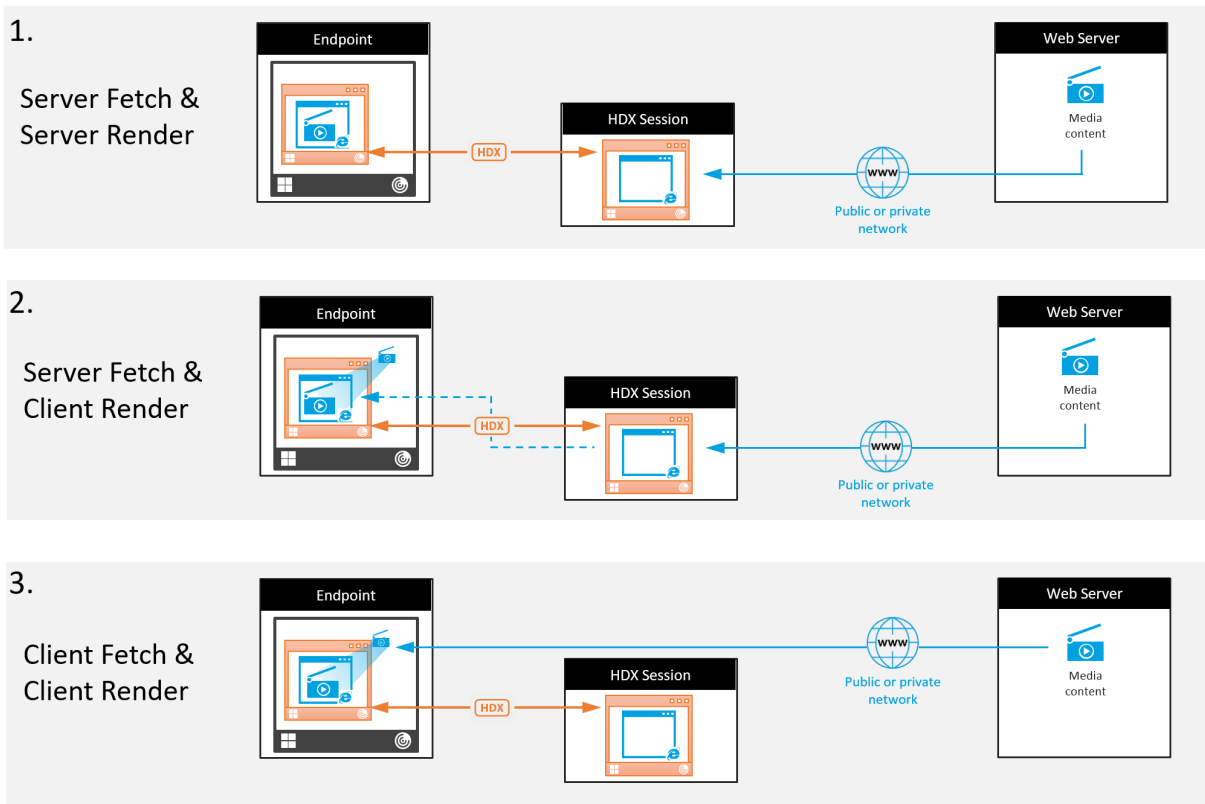 1.
Server Fetch &
Server Render
Endpoint
HDX
HDX Session
WWW
Public or private
network
Web Server
Media
content
2.
Server Fetch &
Client Render
Endpoint
HDX
HDX Session
WWW
Public or private
network
Web Server
Media
content
3.
Client Fetch &
Client Render
Endpoint
HDX
HDX Session
WWW
Public or private
network
Web Server
Media
content